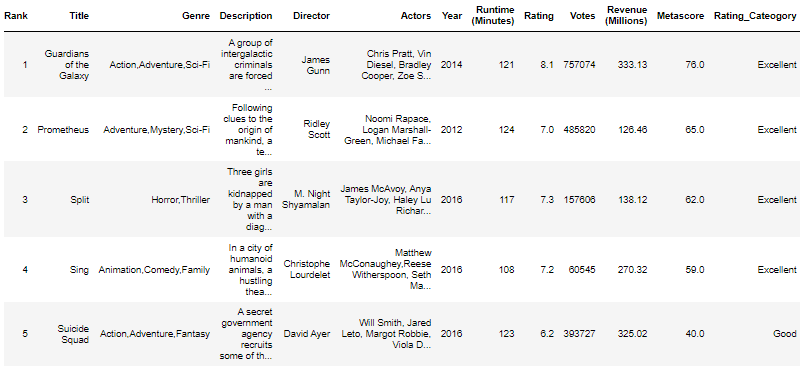 Rank Title Genre Description Director Actors Year Runtime (Minutes) Rating Votes Revenue (Millions) Metascore Rating_Cateogory
1 Guardians of the Galaxy Action,Adventure,Sci-Fi A group of intergalactic criminals are forced ... James Gunn Chris Pratt, Vin Diesel, Bradley Cooper, Zoe S... 2014 121 8.1 757074 333.13 76.0 Excellent
2 Prometheus Adventure,Mystery,Sci-Fi Following clues to the origin of mankind, a te... Ridley Scott Noomi Rapace, Logan Marshall-Green, Michael Fa... 2012 124 7.0 485820 126.46 65.0 Excellent
3 Split Horror,Thriller Three girls are kidnapped by a man with a diag... M. Night Shyamalan James McAvoy, Anya Taylor-Joy, Haley Lu Richar... 2016 117 7.3 157606 138.12 62.0 Excellent
4 Sing Animation,Comedy,Family In a city of humanoid animals, a hustling thea... Christophe Lourdelet Matthew McConaughey,Reese Witherspoon, Seth Ma... 2016 108 7.2 60545 270.32 59.0 Excellent
5 Suicide Squad Action,Adventure,Fantasy A secret government agency recruits some of th... David Ayer Will Smith, Jared Leto, Margot Robbie, Viola D... 2016 123 6.2 393727 325.02 40.0 Good